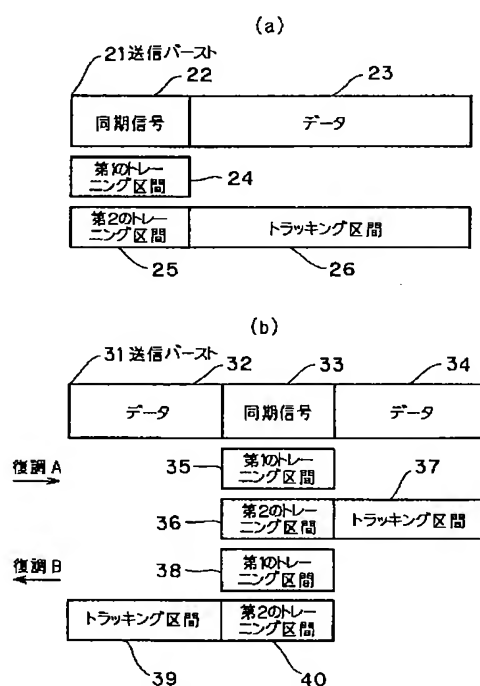 (a)
21送信バースト
22
23
同期信号
データ
第1のトレー
ニング区間
24
第2のトレー
ニング区間
トラッキング区間
25
26
(b)
31送信バースト
32
33
34
データ
同期信号
データ
復調A
35
第1のトレー
ニング区間
37
36
第2のトレー
ニング区間
トラッキング区間
復調B
38
第1のトレー
ニング区間
トラッキング区間
第2のトレー
ニング区間
39
40